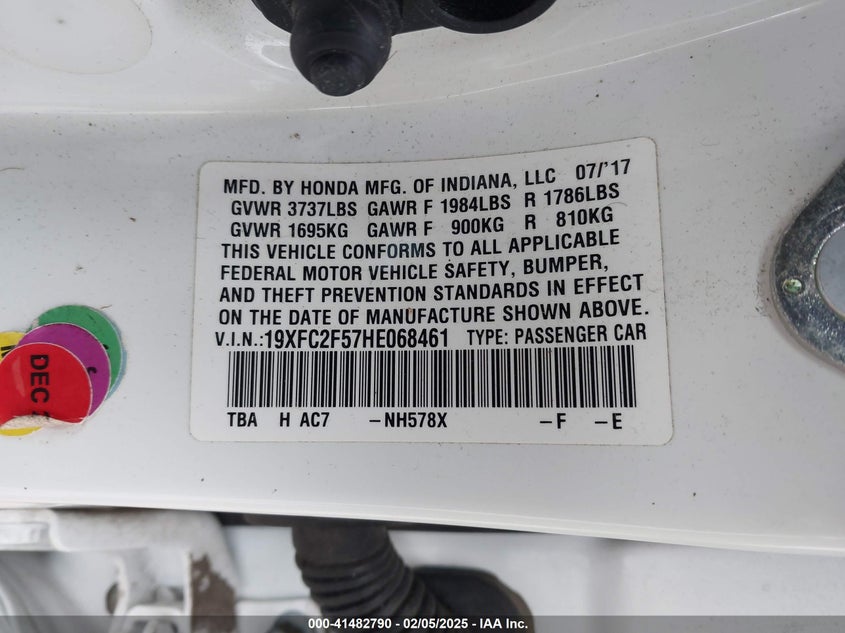 MFD. BY HONDA MFG. OF INDIANA, LLC 07/'17
GVWR 3737LBS GAWR F 1984LBS R 1786LBS
GVWR 1695KG GAWR F 900KG R 810KG
THIS VEHICLE CONFORMS TO ALL APPLICABLE
FEDERAL MOTOR VEHICLE SAFETY, BUMPER,
AND THEFT PREVENTION STANDARDS IN EFFECT
ON THE DATE OF MANUFACTURE SHOWN ABOVE.
V.I.N.:19XFC2F57HE068461 TYPE: PASSENGER CAR
TBA H AC7 -NH578X -F -E
DEC
000-41482790 - 02/05/2025 - IAA Inc.